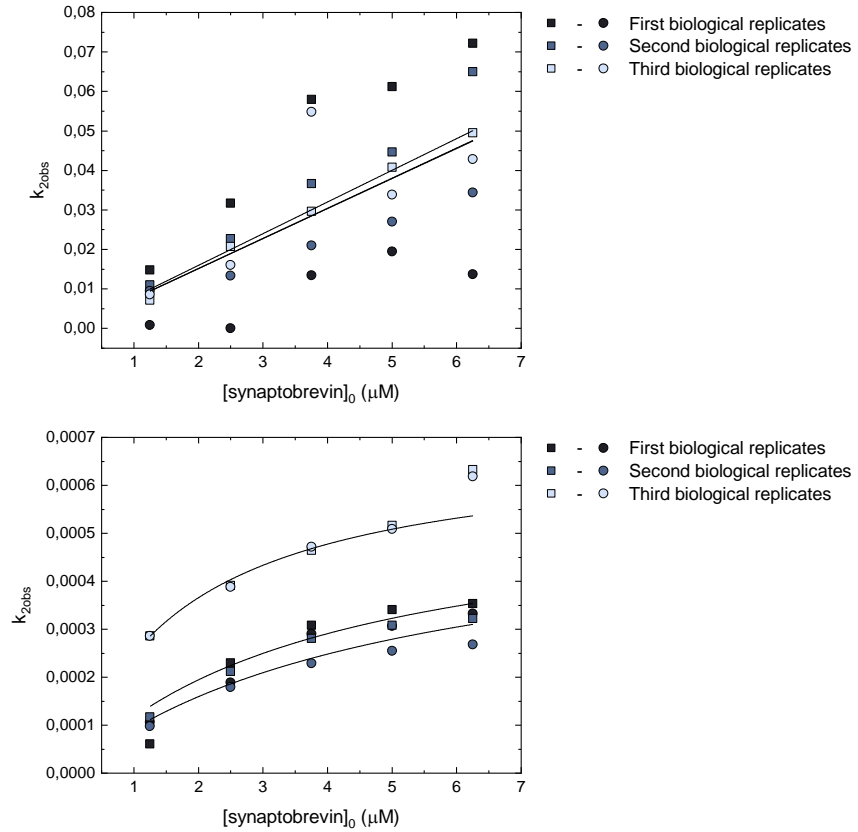 0,08
0,07
0,06
0,05
0,04
0,03
0,02
0,01
0,00
k2obs
1 2 3 4 5 6 7
[synaptobrevin]0 (μM)
- First biological replicates
- Second biological replicates
- Third biological replicates
0,0007
0,0006
0,0005
0,0004
0,0003
0,0002
0,0001
0,0000
k2obs
1 2 3 4 5 6 7
[synaptobrevin]0 (μM)
- First biological replicates
- Second biological replicates
- Third biological replicates